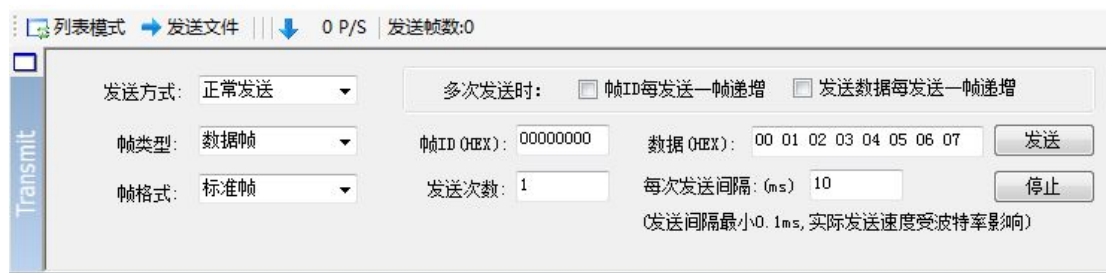 列表模式 发送文件 0 P/S 发送帧数:0
发送方式: 正常发送 多次发送时: 帧ID每发送一帧递增 发送数据每发送一帧递增
帧类型: 数据帧 帧ID(HEX): 00000000 数据(HEX): 00 01 02 03 04 05 06 07 发送
帧格式: 标准帧 发送次数: 1 每次发送间隔:(ms) 10 停止
(发送间隔最小0.1ms,实际发送速度受波特率影响)
Transmit